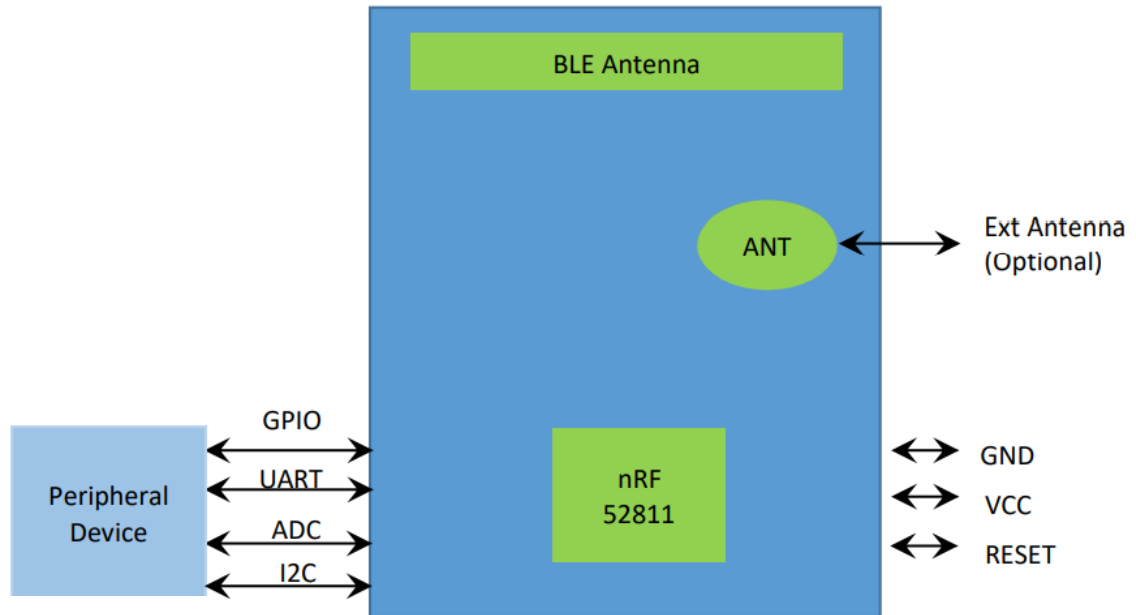 BLE Antenna
ANT
Ext Antenna
(Optional)
GPIO
UART
ADC
I2C
Peripheral
Device
nRF
52811
GND
VCC
RESET